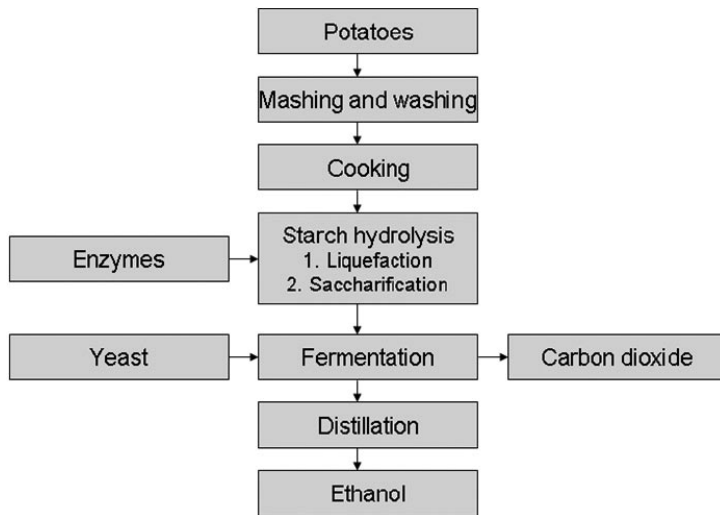 Potatoes
Mashing and washing
Cooking
Starch hydrolysis
1. Liquefaction
2. Saccharification
Enzymes
Yeast
Fermentation
Carbon dioxide
Distillation
Ethanol